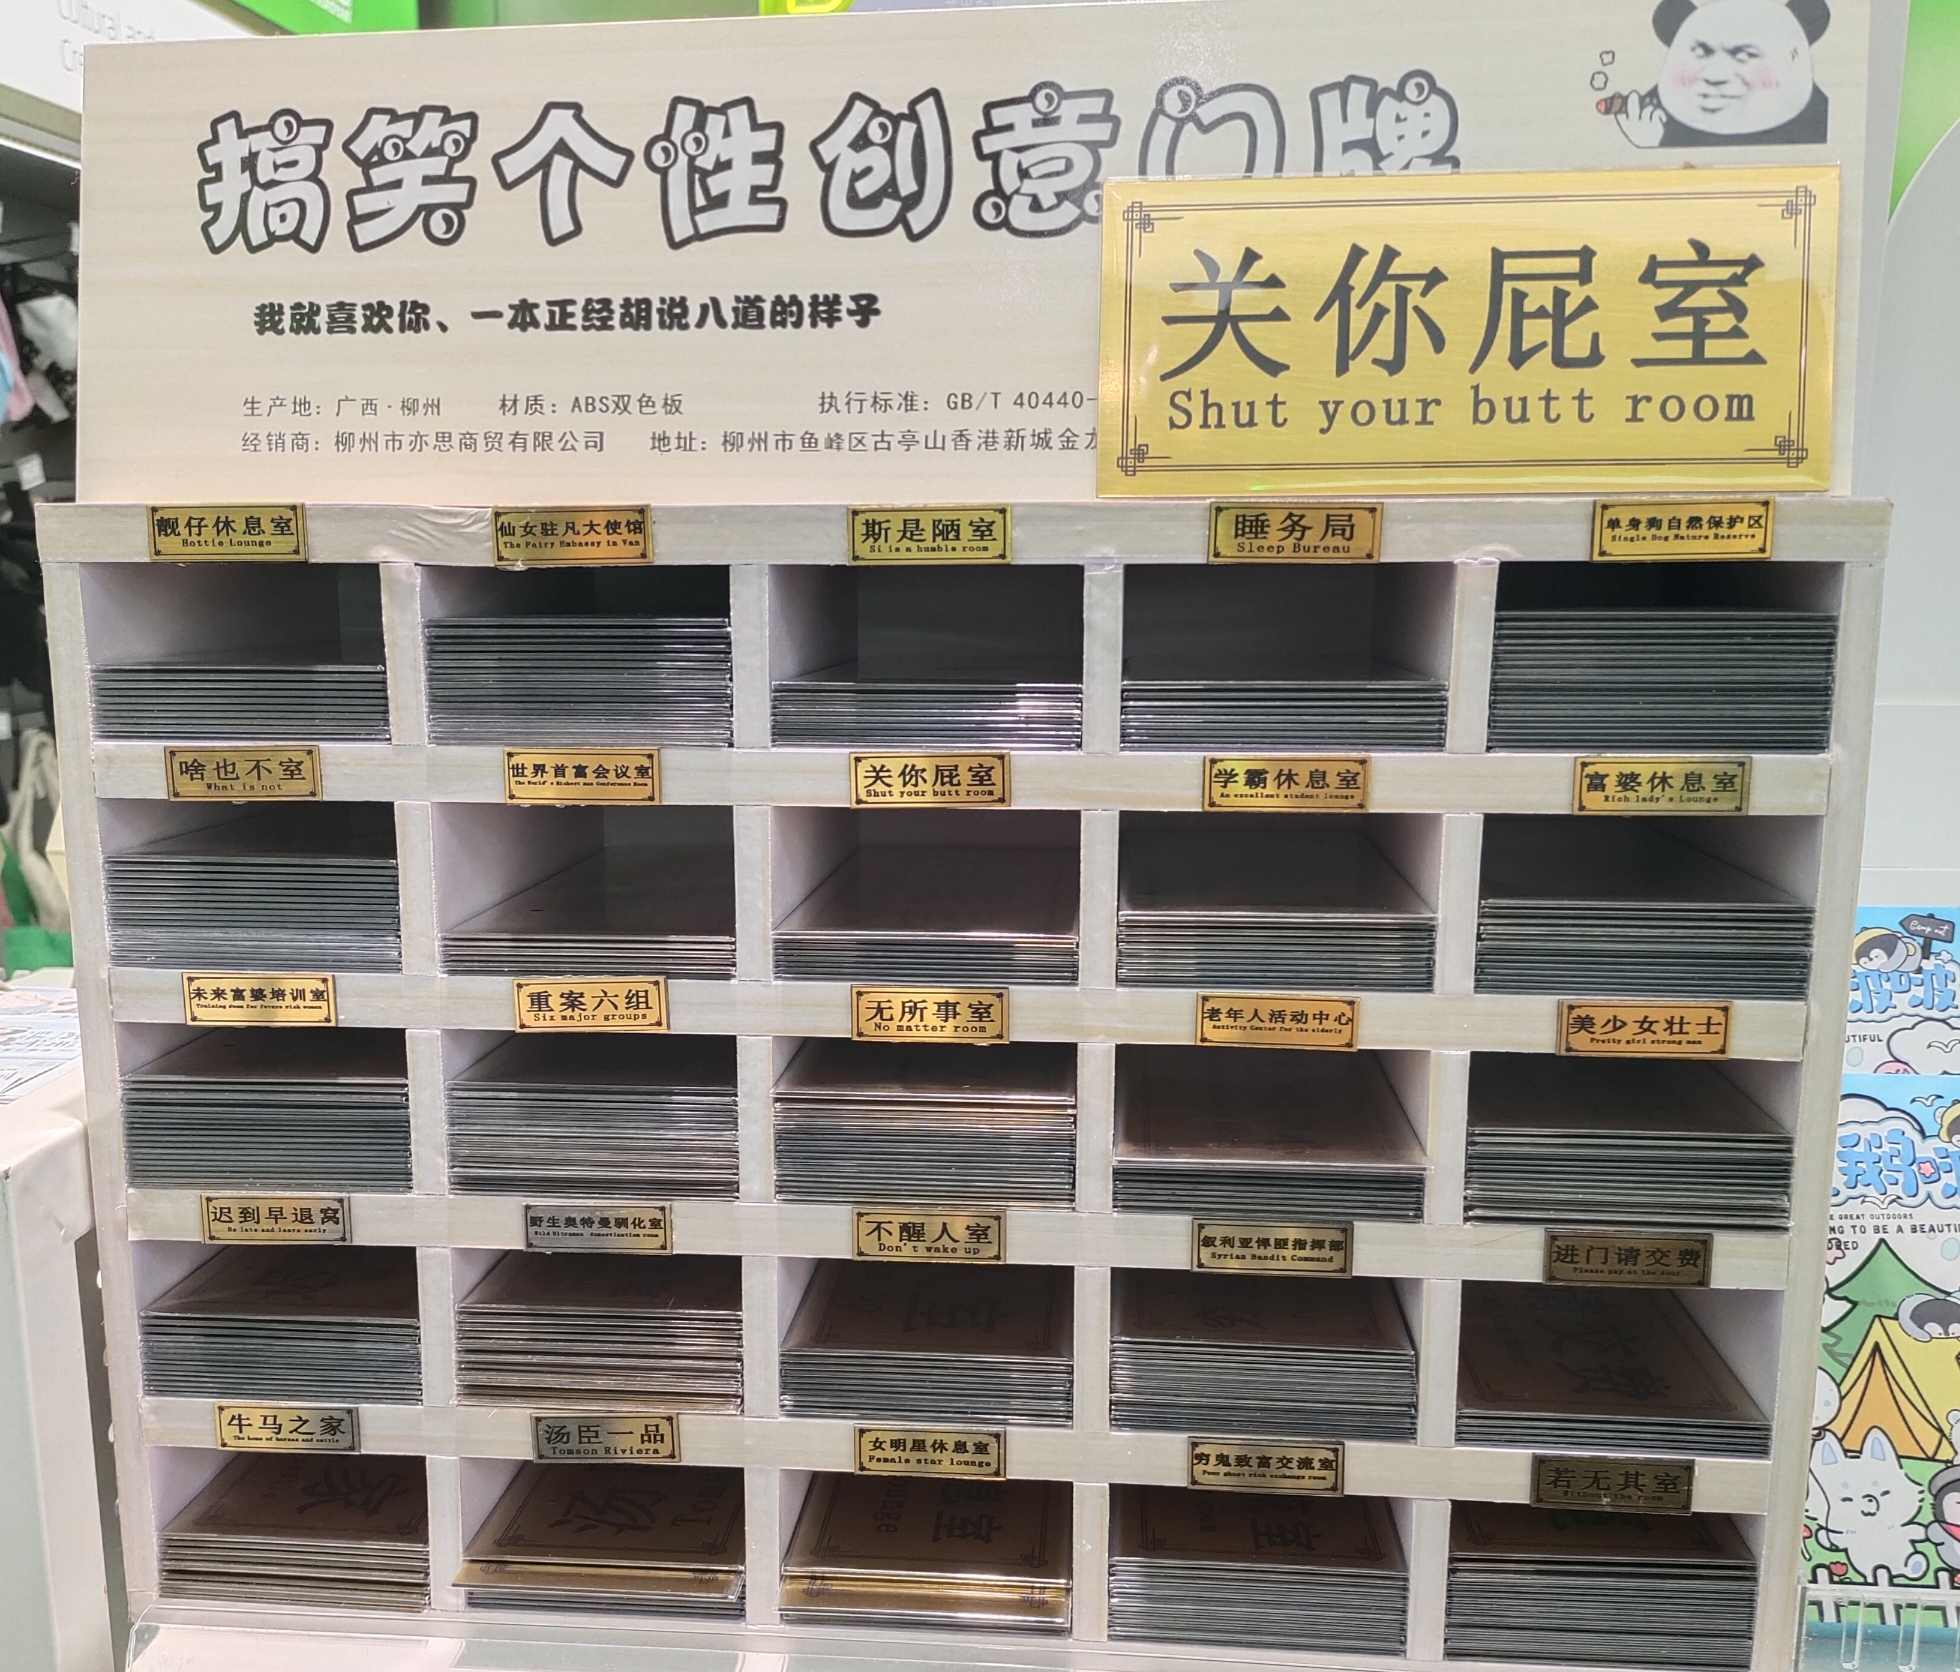 搞笑个性创意门牌
我就喜欢你、一本正经胡说八道的样子
生产地：广西·柳州 材质：ABS双色板 执行标准：GB/T 40440-
经销商：柳州市亦思商贸有限公司 地址：柳州市鱼峰区古亭山香港新城金龙
关你屁室
Shut your butt room
靓仔休息室
Hottie Lounge
仙女驻凡大使馆
The Fairy Embassy in Van
斯是陋室
Si is a humble room
睡务局
Sleep Bureau
单身狗自然保护区
Single Dog Nature Reserve
啥也不室
What is not
世界首富会议室
The World's Richest man Conference Room
关你屁室
Shut your butt room
学霸休息室
An excellent student lounge
富婆休息室
Rich lady's Lounge
未来富婆培训室
Training room for future rich women
重案六组
Six major groups
无所事室
No matter room
老年人活动中心
Activity Center for the elderly
美少女壮士
Pretty girl strong man
迟到早退窝
Be late and leave early
野生奥特曼驯化室
Wild Ultraman domestication room
不醒人室
Don't wake up
叙利亚悍匪指挥部
Syrian Bandit Command
进门请交费
Please pay at the door
牛马之家
The home of horses and cattle
汤臣一品
Tomson Riviera
女明星休息室
Female star lounge
穷鬼致富交流室
Poor ghost rich exchange room
若无其室
Without the room
Camp out
THE GREAT OUTDOORS